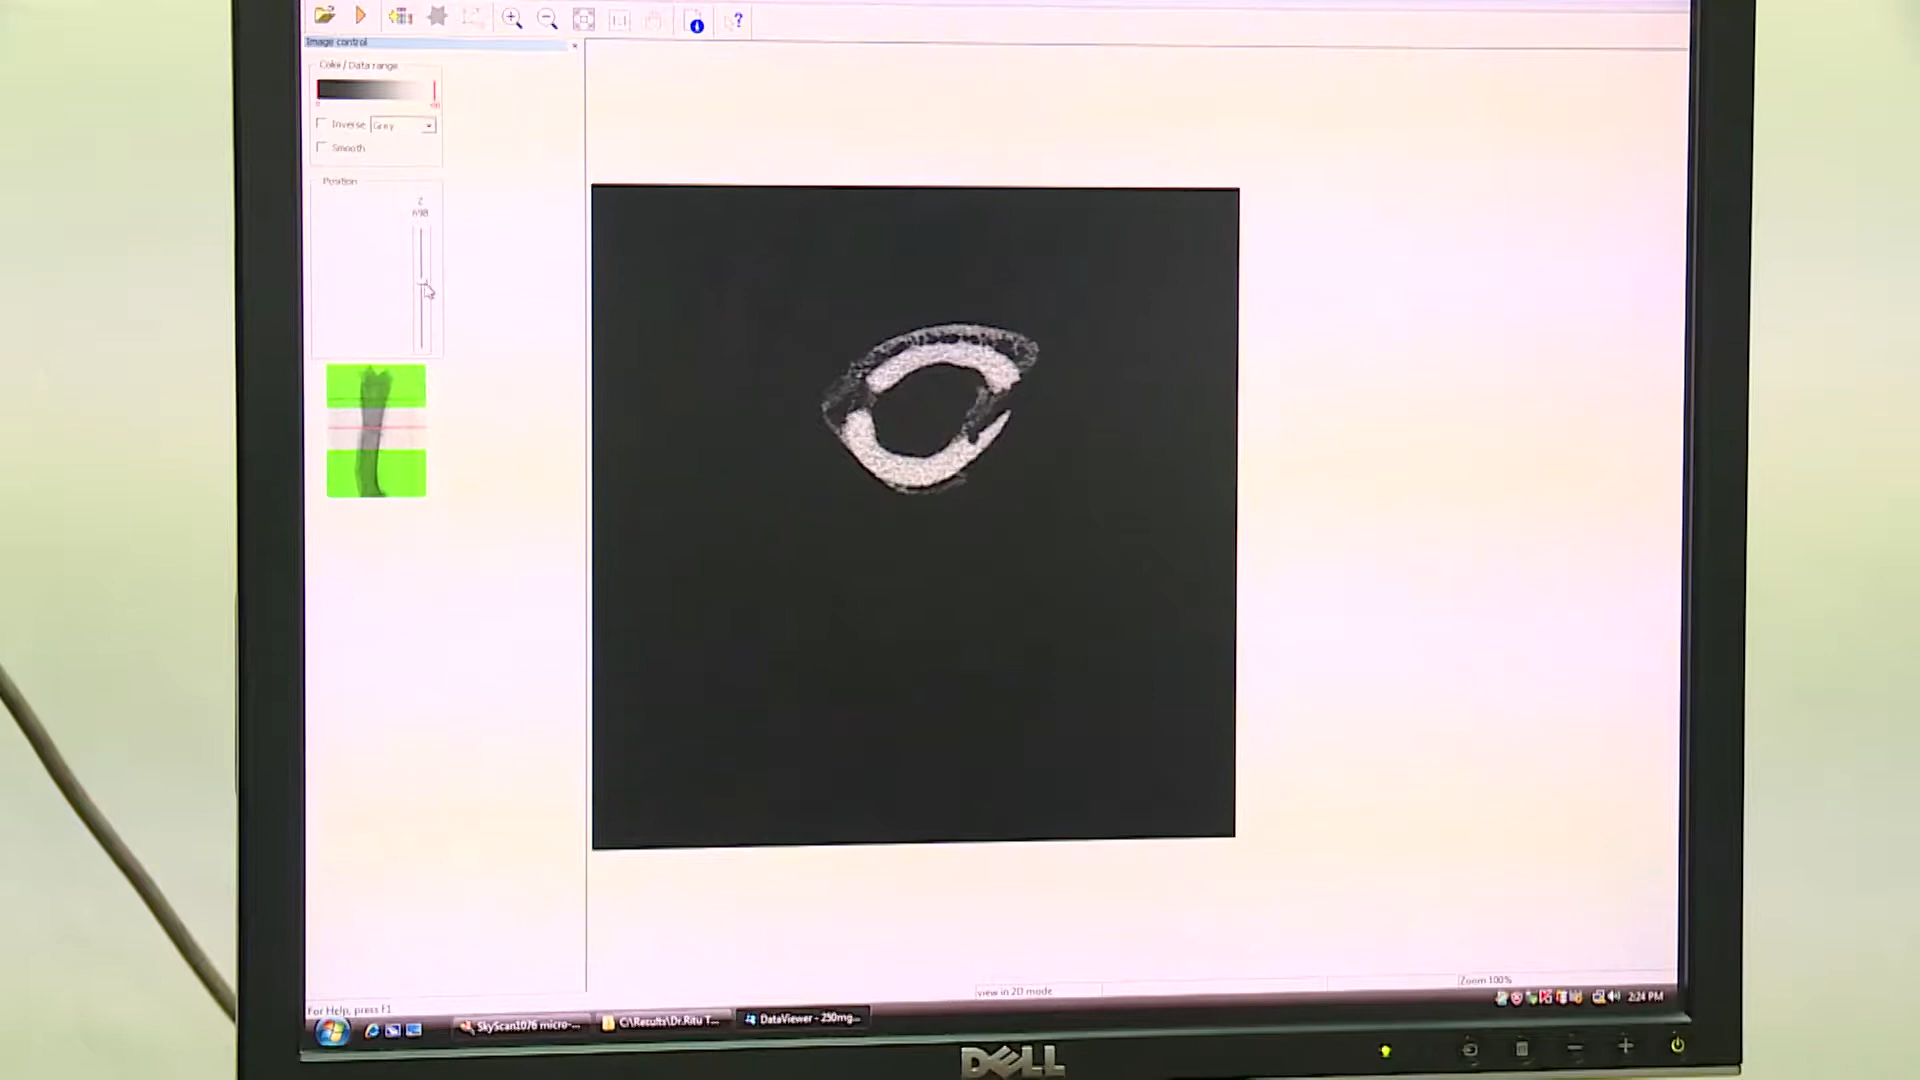 Image control
Color / Data range
0
Inverse
Grey
Smooth
Position
Z
view in 2D mode
Zoom 100%
For Help, press F1
SkyScan1076 micro-...
C:\Results\Dr.Ritu T...
DataViewer - 250mg...
2:24 PM
DELL